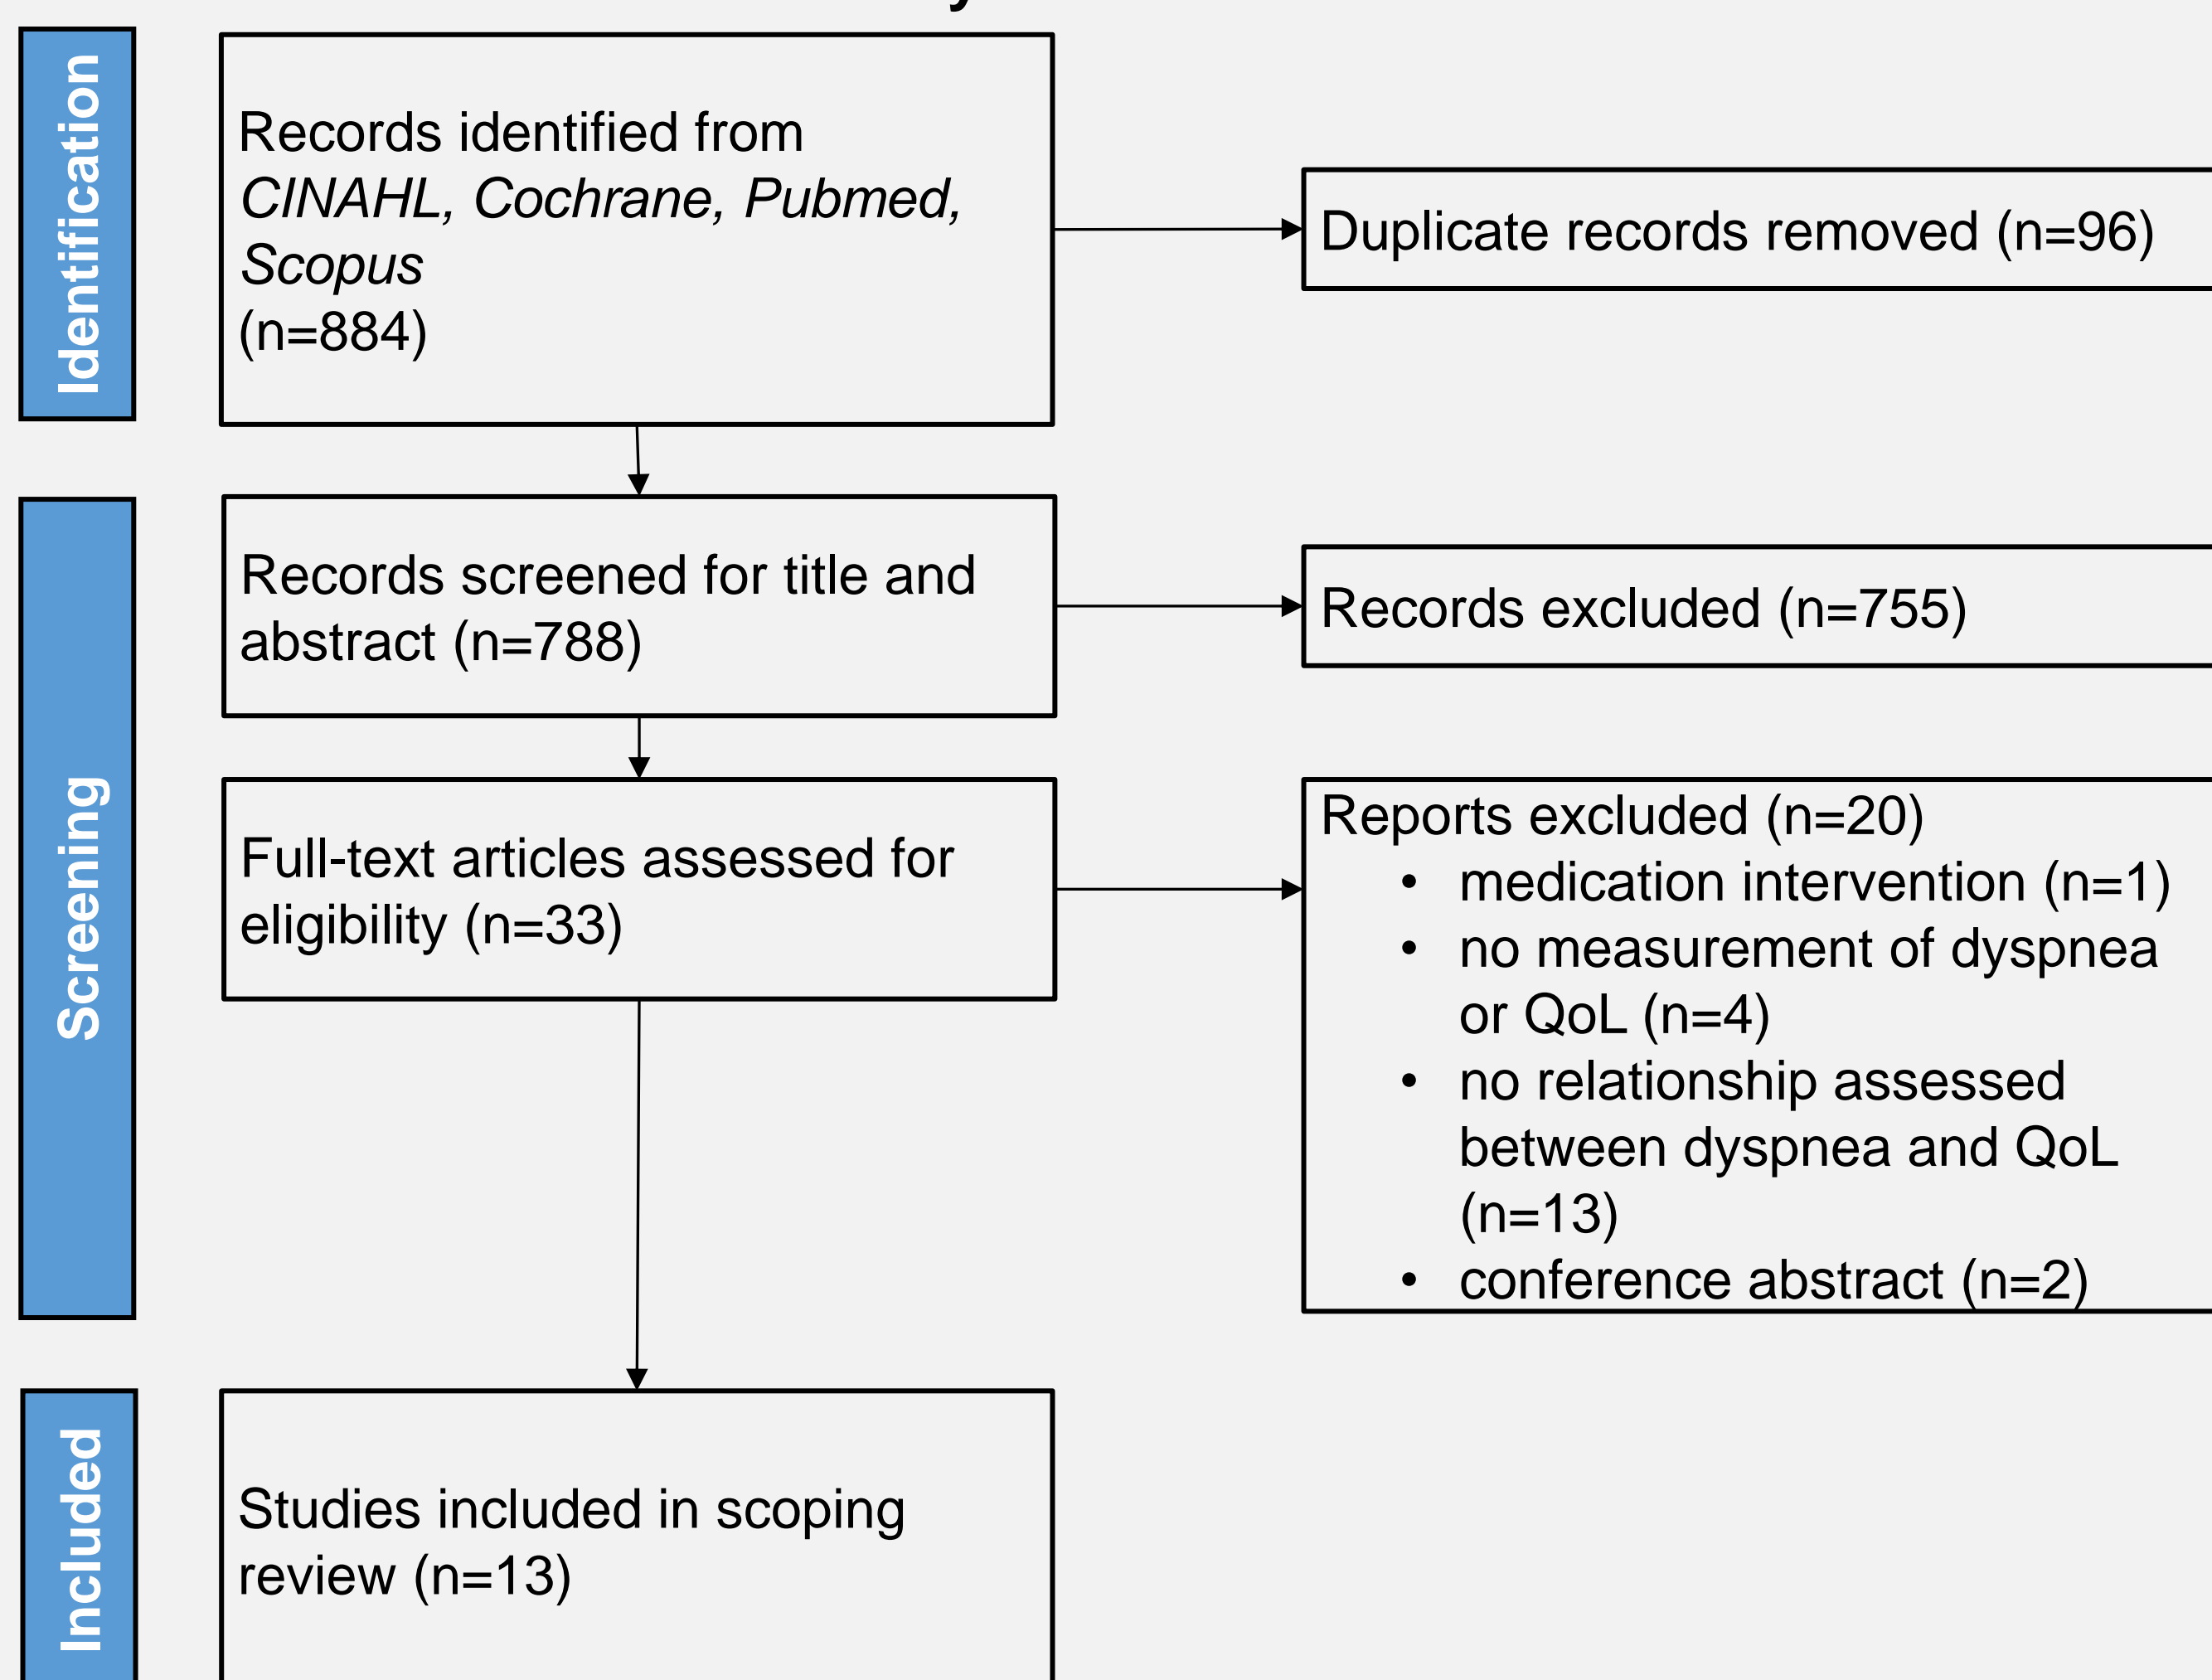 Identification
Records identified from
CINAHL, Cochrane, Pubmed,
Scopus
(n=884)
Duplicate records removed (n=96)
Screening
Records screened for title and
abstract (n=788)
Records excluded (n=755)
Full-text articles assessed for
eligibility (n=33)
Reports excluded (n=20)
• medication intervention (n=1)
• no measurement of dyspnea
or QoL (n=4)
• no relationship assessed
between dyspnea and QoL
(n=13)
• conference abstract (n=2)
Included
Studies included in scoping
review (n=13)